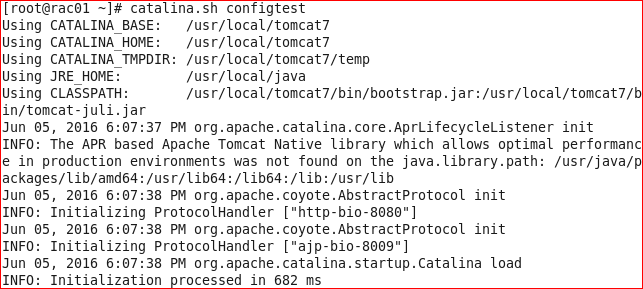 [root@rac01 ~]# catalina.sh configtest
Using CATALINA_BASE:   /usr/local/tomcat7
Using CATALINA_HOME:   /usr/local/tomcat7
Using CATALINA_TMPDIR: /usr/local/tomcat7/temp
Using JRE_HOME:        /usr/local/java
Using CLASSPATH:       /usr/local/tomcat7/bin/bootstrap.jar:/usr/local/tomcat7/b
in/tomcat-juli.jar
Jun 05, 2016 6:07:37 PM org.apache.catalina.core.AprLifecycleListener init
INFO: The APR based Apache Tomcat Native library which allows optimal performanc
e in production environments was not found on the java.library.path: /usr/java/p
ackages/lib/amd64:/usr/lib64:/lib64:/lib:/usr/lib
Jun 05, 2016 6:07:38 PM org.apache.coyote.AbstractProtocol init
INFO: Initializing ProtocolHandler ["http-bio-8080"]
Jun 05, 2016 6:07:38 PM org.apache.coyote.AbstractProtocol init
INFO: Initializing ProtocolHandler ["ajp-bio-8009"]
Jun 05, 2016 6:07:38 PM org.apache.catalina.startup.Catalina load
INFO: Initialization processed in 682 ms